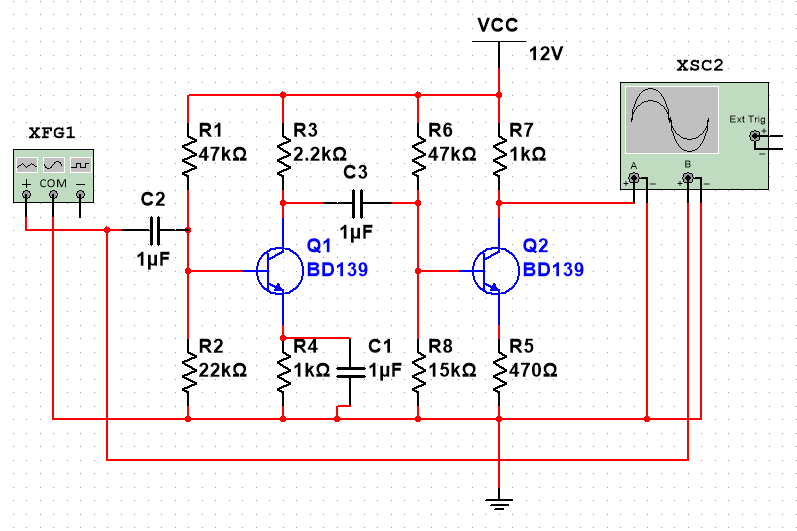 VCC
12V
XSC2
Ext Trig
+
−
A
B
+
−
+
−
XFG1
+
COM
−
R1
47kΩ
R3
2.2kΩ
R6
47kΩ
R7
1kΩ
C2
1µF
C3
1µF
Q1
BD139
Q2
BD139
R2
22kΩ
R4
1kΩ
C1
1µF
R8
15kΩ
R5
470Ω